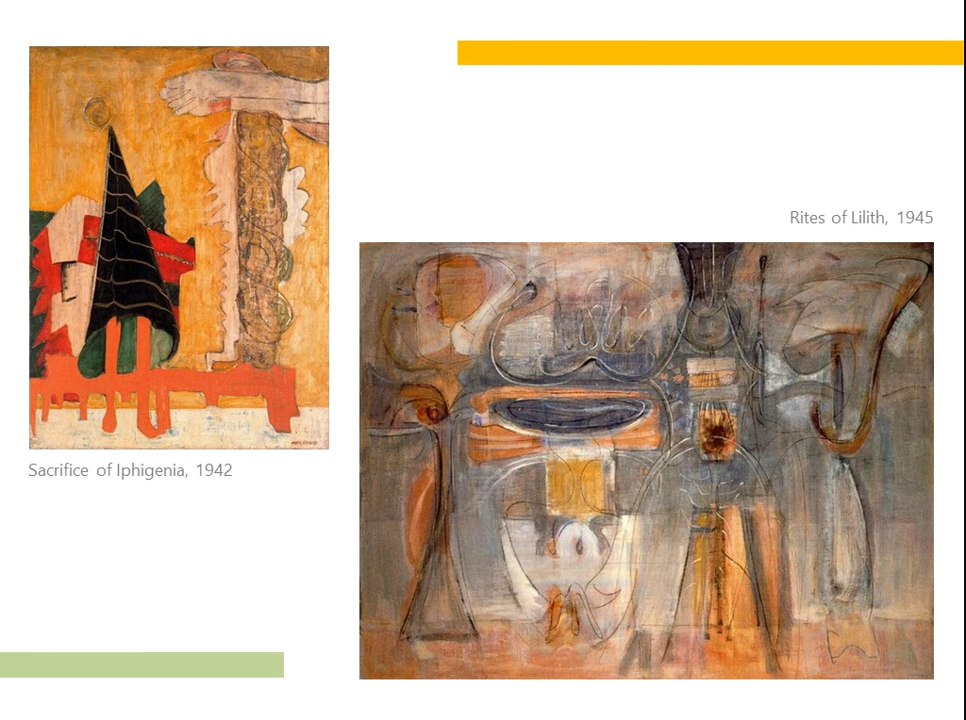 Rites of Lilith, 1945
Sacrifice of Iphigenia, 1942